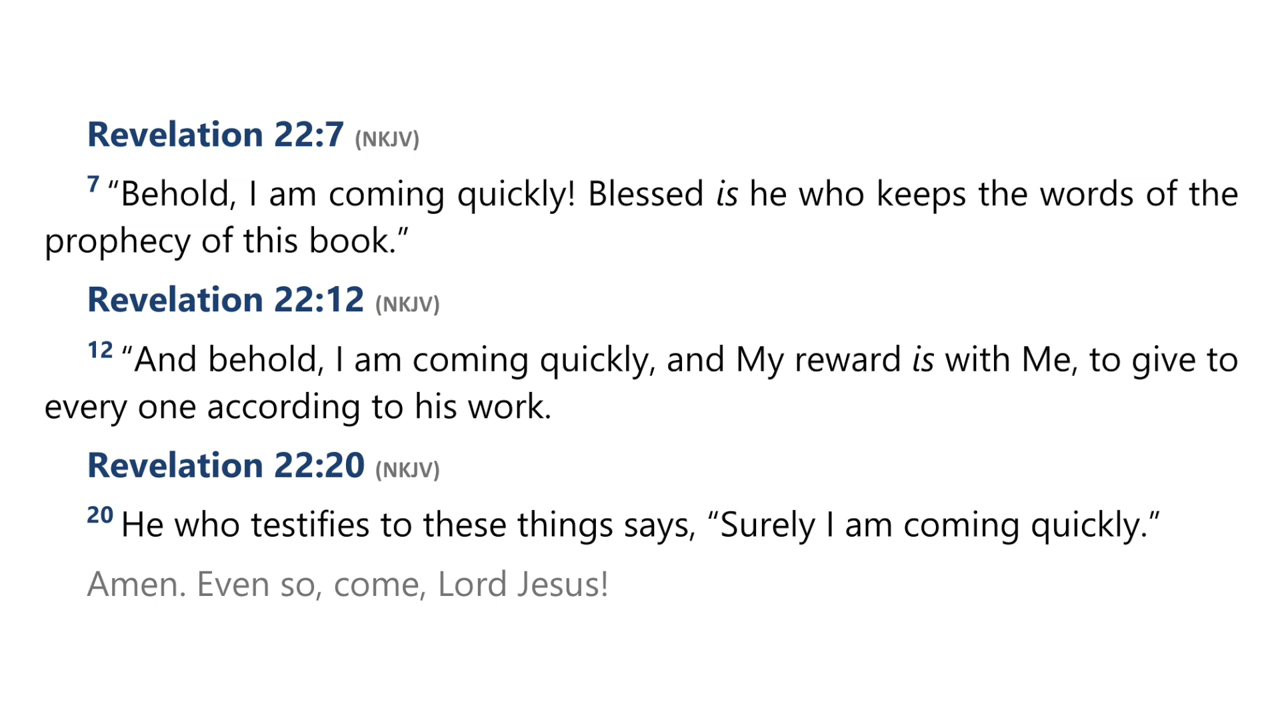 Revelation 22:7 (NKJV)
7 “Behold, I am coming quickly! Blessed is he who keeps the words of the
prophecy of this book.”
Revelation 22:12 (NKJV)
12 “And behold, I am coming quickly, and My reward is with Me, to give to
every one according to his work.
Revelation 22:20 (NKJV)
20 He who testifies to these things says, “Surely I am coming quickly.”
Amen. Even so, come, Lord Jesus!